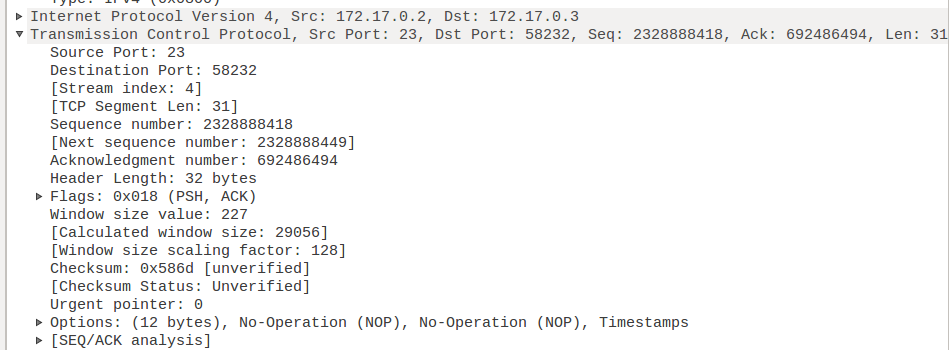 Type: IPv4 (0x0800)
Internet Protocol Version 4, Src: 172.17.0.2, Dst: 172.17.0.3
Transmission Control Protocol, Src Port: 23, Dst Port: 58232, Seq: 2328888418, Ack: 692486494, Len: 31
Source Port: 23
Destination Port: 58232
[Stream index: 4]
[TCP Segment Len: 31]
Sequence number: 2328888418
[Next sequence number: 2328888449]
Acknowledgment number: 692486494
Header Length: 32 bytes
Flags: 0x018 (PSH, ACK)
Window size value: 227
[Calculated window size: 29056]
[Window size scaling factor: 128]
Checksum: 0x586d [unverified]
[Checksum Status: Unverified]
Urgent pointer: 0
Options: (12 bytes), No-Operation (NOP), No-Operation (NOP), Timestamps
[SEQ/ACK analysis]